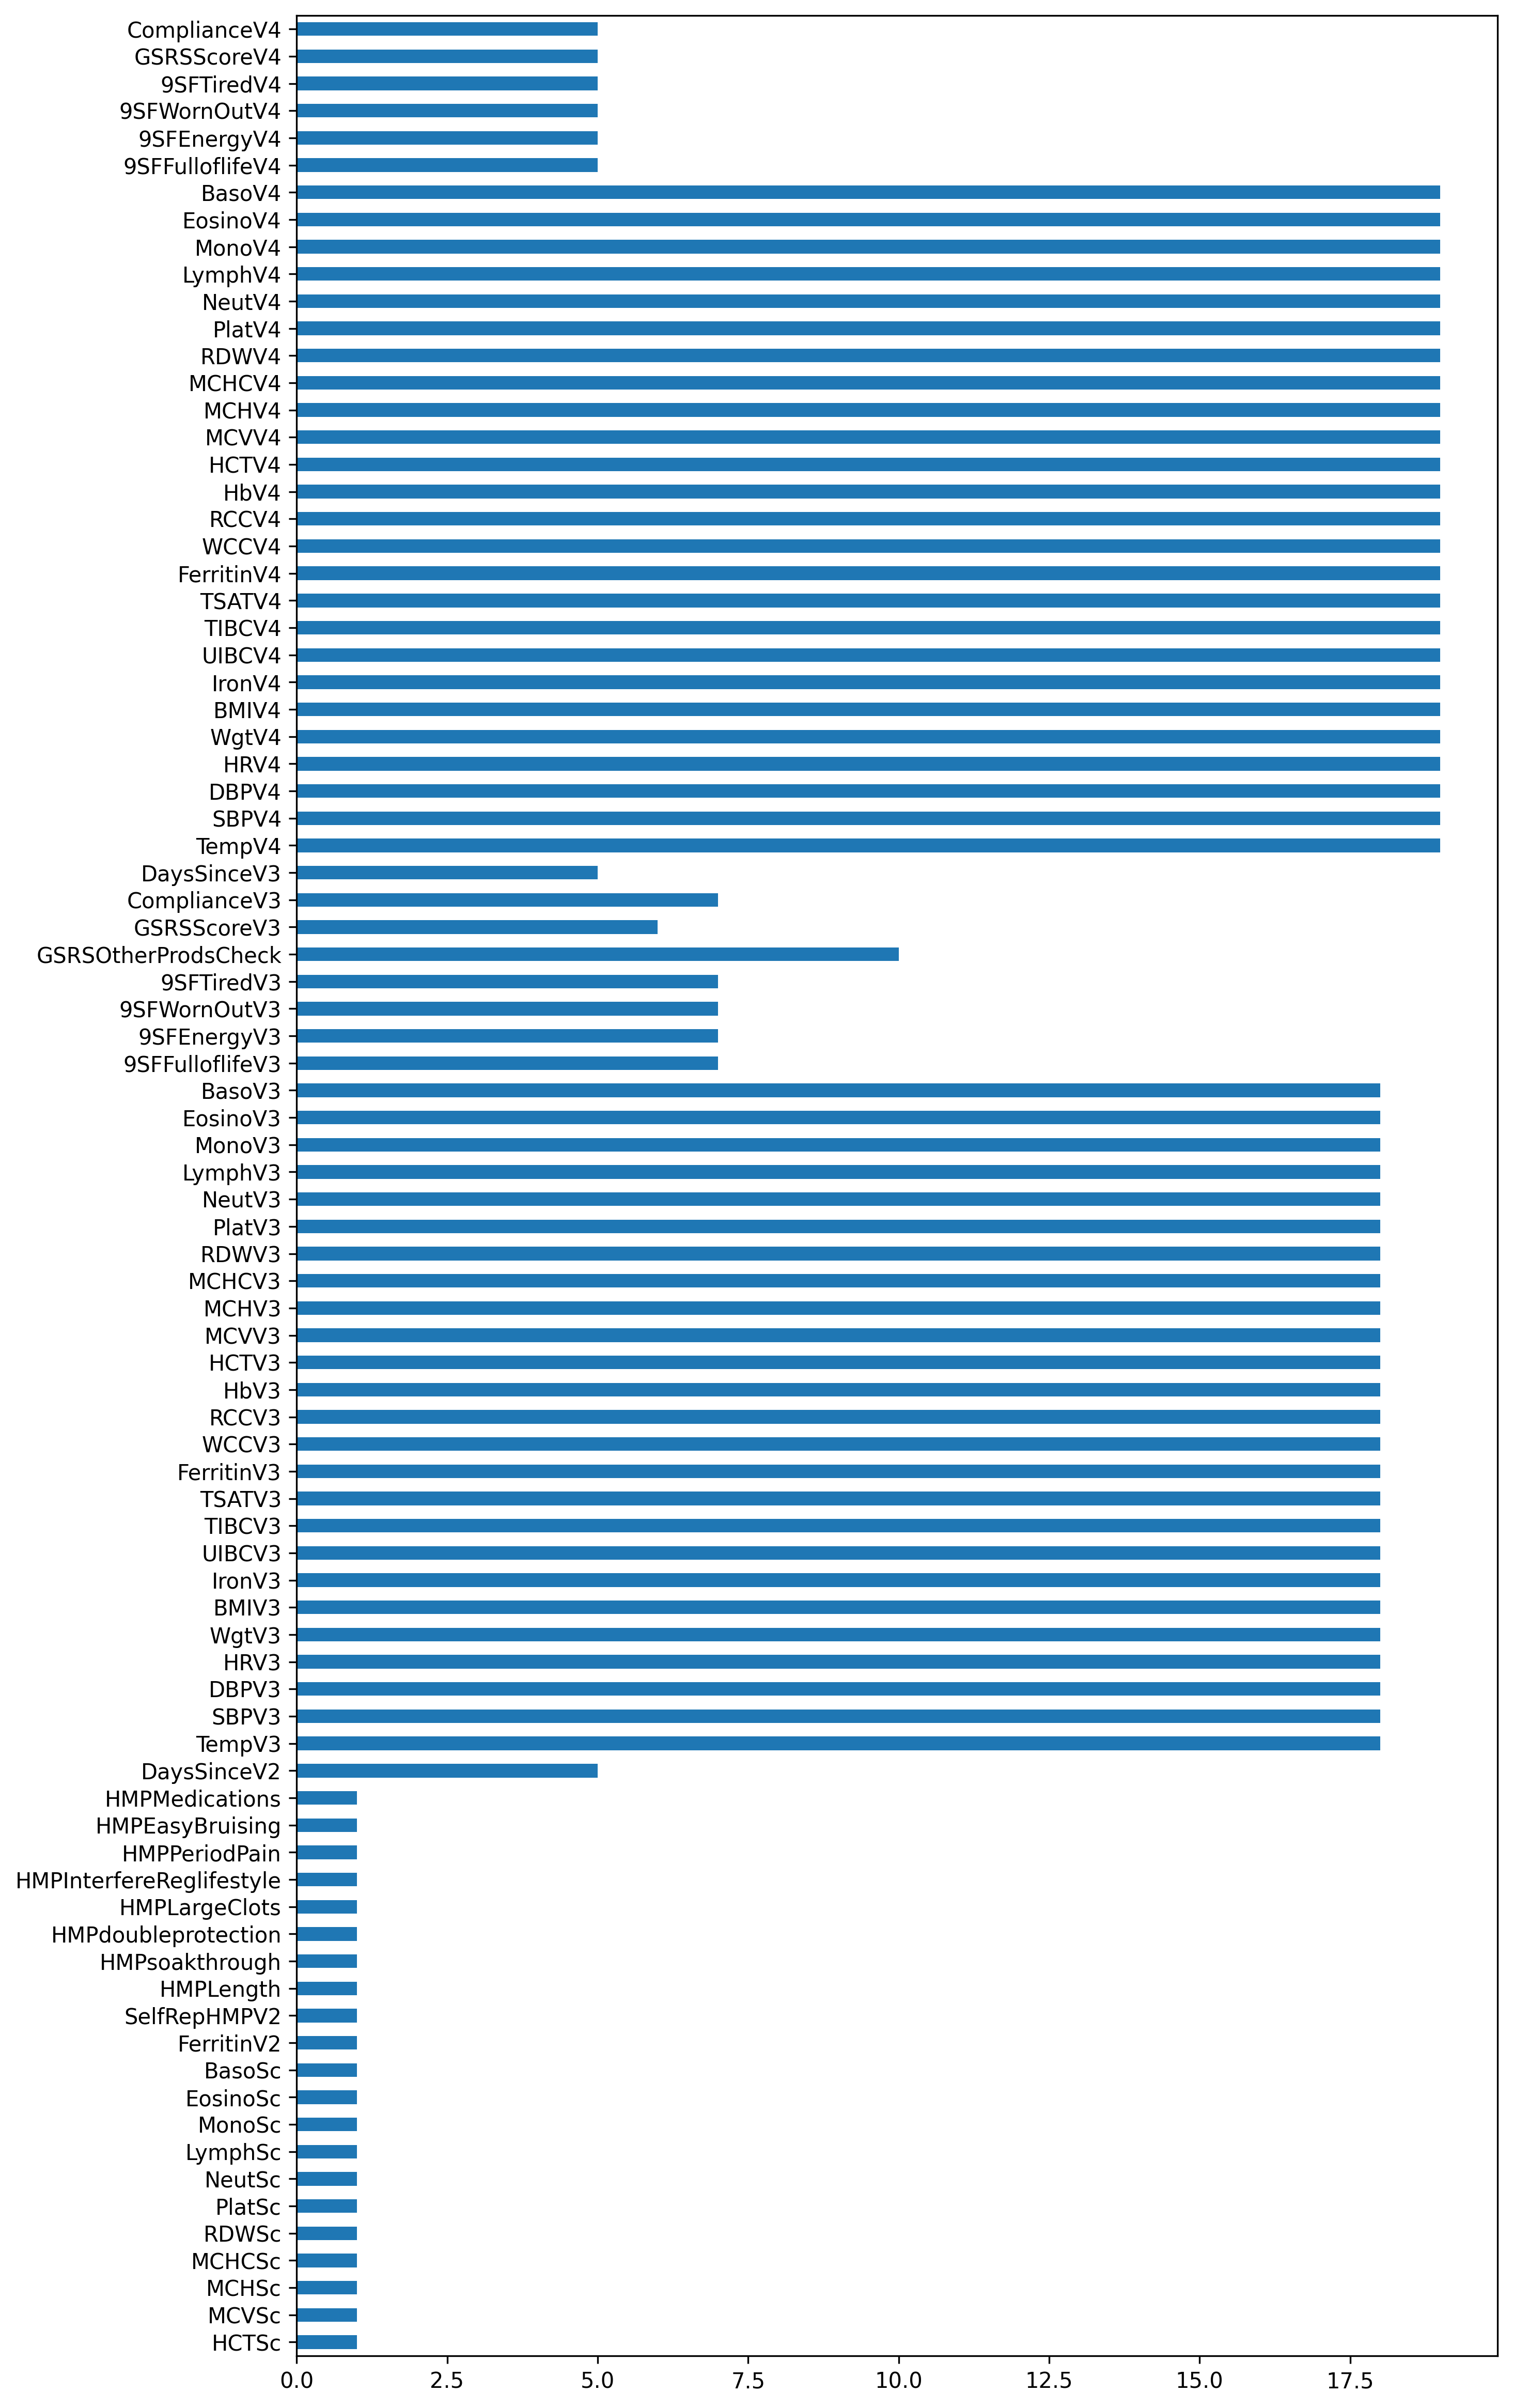 ComplianceV4
GSRSScoreV4
9SFTiredV4
9SFWornOutV4
9SFEnergyV4
9SFFulloflifeV4
BasoV4
EosinoV4
MonoV4
LymphV4
NeutV4
PlatV4
RDWV4
MCHCV4
MCHV4
MCVV4
HCTV4
HbV4
RCCV4
WCCV4
FerritinV4
TSATV4
TIBCV4
UIBCV4
IronV4
BMIV4
WgtV4
HRV4
DBPV4
SBPV4
TempV4
DaysSinceV3
ComplianceV3
GSRSScoreV3
GSRSOtherProdsCheck
9SFTiredV3
9SFWornOutV3
9SFEnergyV3
9SFFulloflifeV3
BasoV3
EosinoV3
MonoV3
LymphV3
NeutV3
PlatV3
RDWV3
MCHCV3
MCHV3
MCVV3
HCTV3
HbV3
RCCV3
WCCV3
FerritinV3
TSATV3
TIBCV3
UIBCV3
IronV3
BMIV3
WgtV3
HRV3
DBPV3
SBPV3
TempV3
DaysSinceV2
HMPMedications
HMPEasyBruising
HMPPeriodPain
HMPInterfereReglifestyle
HMPLargeClots
HMPdoubleprotection
HMPsoakthrough
HMPLength
SelfRepHMPV2
FerritinV2
BasoSc
EosinoSc
MonoSc
LymphSc
NeutSc
PlatSc
RDWSc
MCHCSc
MCHSc
MCVSc
HCTSc
0.0 2.5 5.0 7.5 10.0 12.5 15.0 17.5